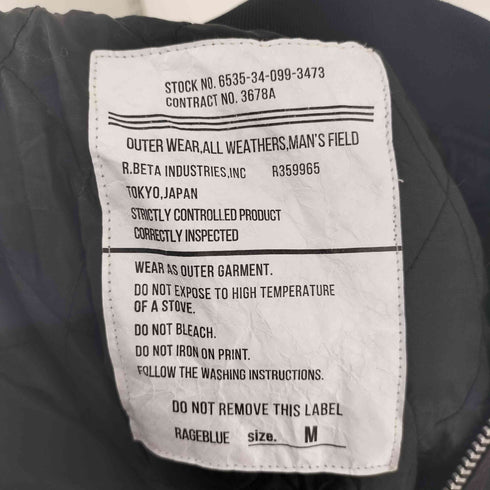 STOCK NO. 6535-34-099-3473
CONTRACT NO. 3678A
OUTER WEAR,ALL WEATHERS,MAN'S FIELD
R.BETA INDUSTRIES,INC R359965
TOKYO,JAPAN
STRICTLY CONTROLLED PRODUCT
CORRECTLY INSPECTED
WEAR AS OUTER GARMENT.
DO NOT EXPOSE TO HIGH TEMPERATURE
OF A STOVE.
DO NOT BLEACH.
DO NOT IRON ON PRINT.
FOLLOW THE WASHING INSTRUCTIONS.
DO NOT REMOVE THIS LABEL
RAGEBLUE size. M